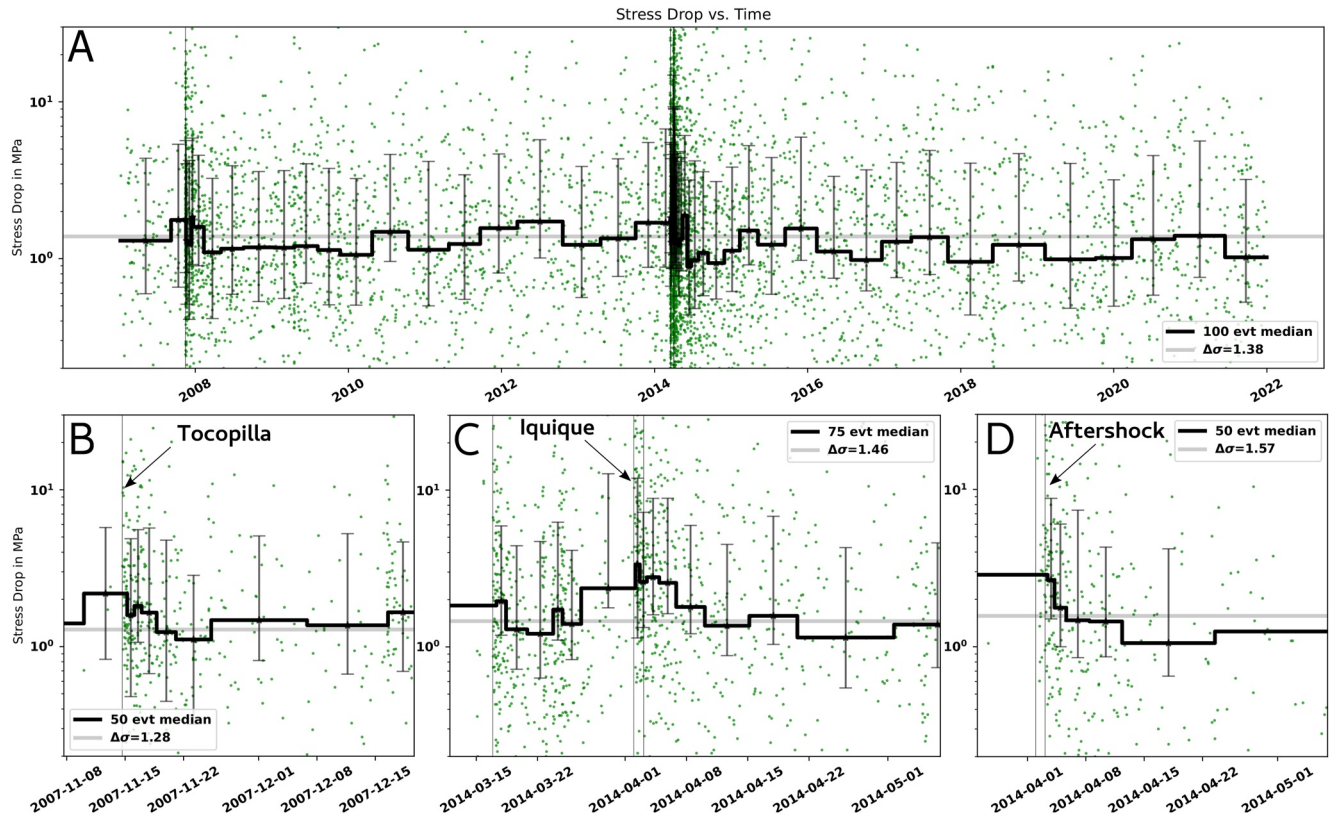 Stress Drop vs. Time
A
Stress Drop in MPa
10¹
10⁰
100 evt median
Δσ=1.38
2008
2010
2012
2014
2016
2018
2020
2022
B
Tocopilla
Stress Drop in MPa
10¹
10⁰
50 evt median
Δσ=1.28
2007-11-08
2007-11-15
2007-11-22
2007-12-01
2007-12-08
2007-12-15
C
Iquique
75 evt median
Δσ=1.46
10¹
10⁰
2014-03-15
2014-03-22
2014-04-01
2014-04-08
2014-04-15
2014-04-22
2014-05-01
D
Aftershock
50 evt median
Δσ=1.57
10¹
10⁰
2014-04-01
2014-04-08
2014-04-15
2014-04-22
2014-05-01